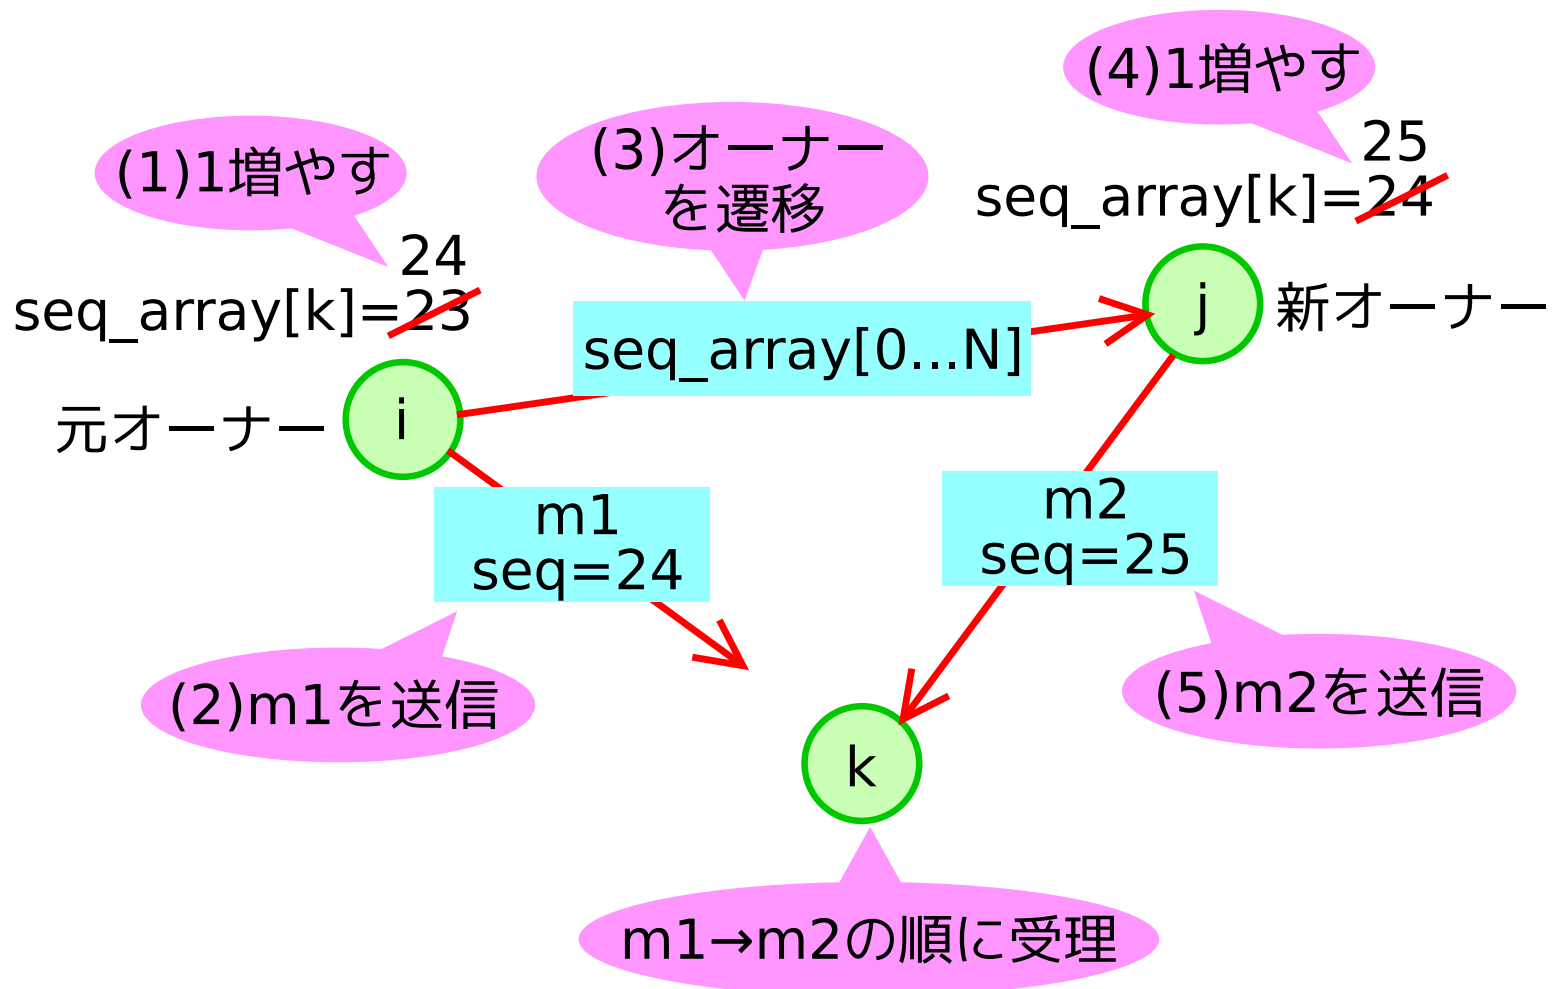 (4)1増やす
25
seq_array[k]=24
(3)オーナー
を遷移
(1)1増やす
24
seq_array[k]=23
seq_array[0...N]
j
新オーナー
i
元オーナー
m1
seq=24
m2
seq=25
(2)m1を送信
(5)m2を送信
k
m1→m2の順に受理